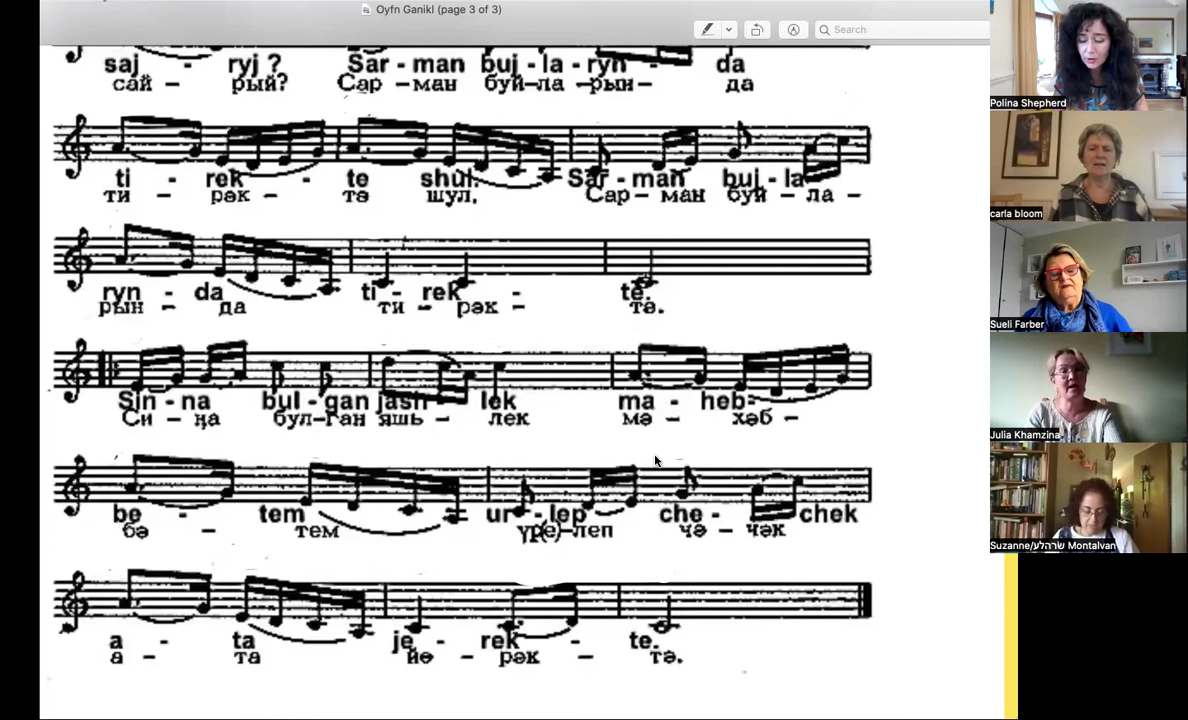 Oyfn Ganikl (page 3 of 3)
Search
saj - ryj ? Sar - man buj - la - ryn - da
сай – рый? Сар – ман буй–ла –рын– да
ti - rek - te shul. Sar - man buj - la
ти – рәк – тә шул, Сар – ман буй – ла –
ryn - da ti - rek - te.
рын – да ти – рәк – тә.
Sin - na bul - gan jash - lek ma - heb-
Си – ңа бул–ған яшь – лек мә – хәб –
be - tem ur - lep che - chek
бә – тем үр(е)–леп чә – чәк
a - ta je - rek - te.
а – та йө – рәк – тә.
Polina Shepherd
carla bloom
Sueli Farber
Julia Khamzina
Suzanne/שׂרהלע Montalvan